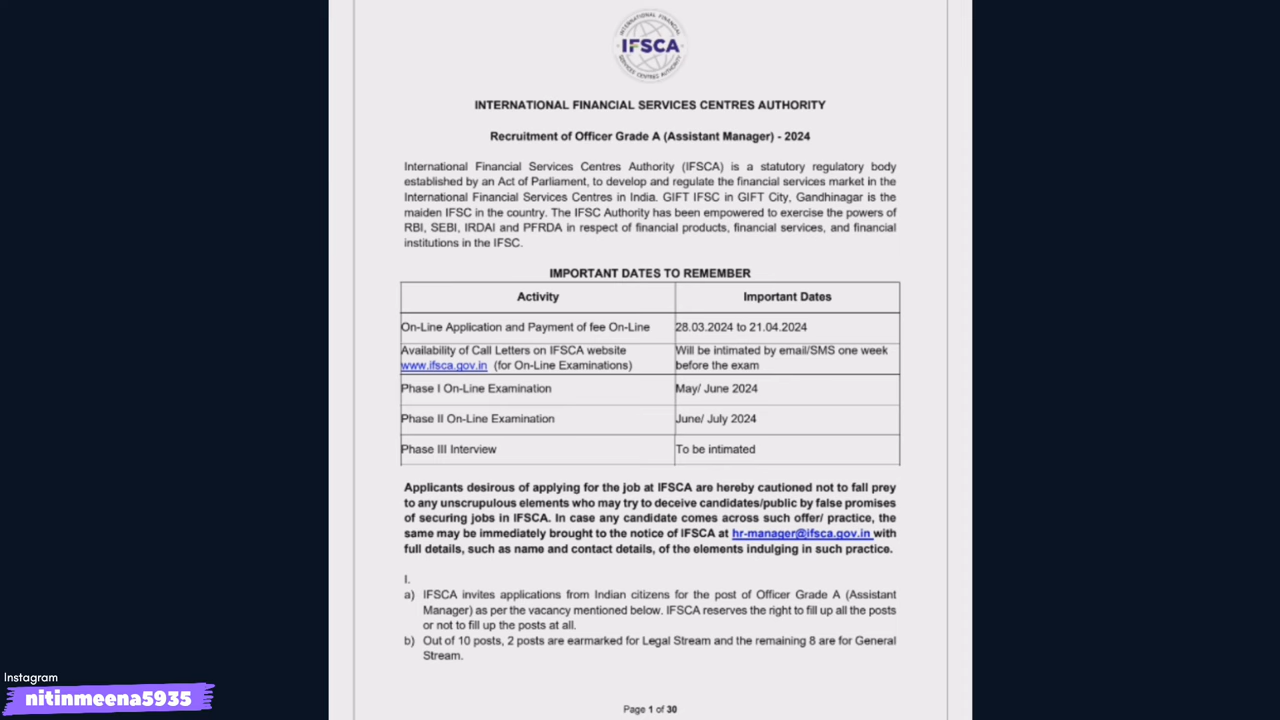 INTERNATIONAL FINANCIAL
IFSCA
SERVICES CENTRES AUTHORITY
INTERNATIONAL FINANCIAL SERVICES CENTRES AUTHORITY
Recruitment of Officer Grade A (Assistant Manager) - 2024
International Financial Services Centres Authority (IFSCA) is a statutory regulatory body
established by an Act of Parliament, to develop and regulate the financial services market in the
International Financial Services Centres in India. GIFT IFSC in GIFT City, Gandhinagar is the
maiden IFSC in the country. The IFSC Authority has been empowered to exercise the powers of
RBI, SEBI, IRDAI and PFRDA in respect of financial products, financial services, and financial
institutions in the IFSC.
IMPORTANT DATES TO REMEMBER
Activity Important Dates
On-Line Application and Payment of fee On-Line 28.03.2024 to 21.04.2024
Availability of Call Letters on IFSCA website Will be intimated by email/SMS one week
www.ifsca.gov.in (for On-Line Examinations) before the exam
Phase I On-Line Examination May/ June 2024
Phase II On-Line Examination June/ July 2024
Phase III Interview To be intimated
Applicants desirous of applying for the job at IFSCA are hereby cautioned not to fall prey
to any unscrupulous elements who may try to deceive candidates/public by false promises
of securing jobs in IFSCA. In case any candidate comes across such offer/ practice, the
same may be immediately brought to the notice of IFSCA at hr-manager@ifsca.gov.in with
full details, such as name and contact details, of the elements indulging in such practice.
I.
a) IFSCA invites applications from Indian citizens for the post of Officer Grade A (Assistant
Manager) as per the vacancy mentioned below. IFSCA reserves the right to fill up all the posts
or not to fill up the posts at all.
b) Out of 10 posts, 2 posts are earmarked for Legal Stream and the remaining 8 are for General
Stream.
Page 1 of 30
Instagram
nitinmeena5935